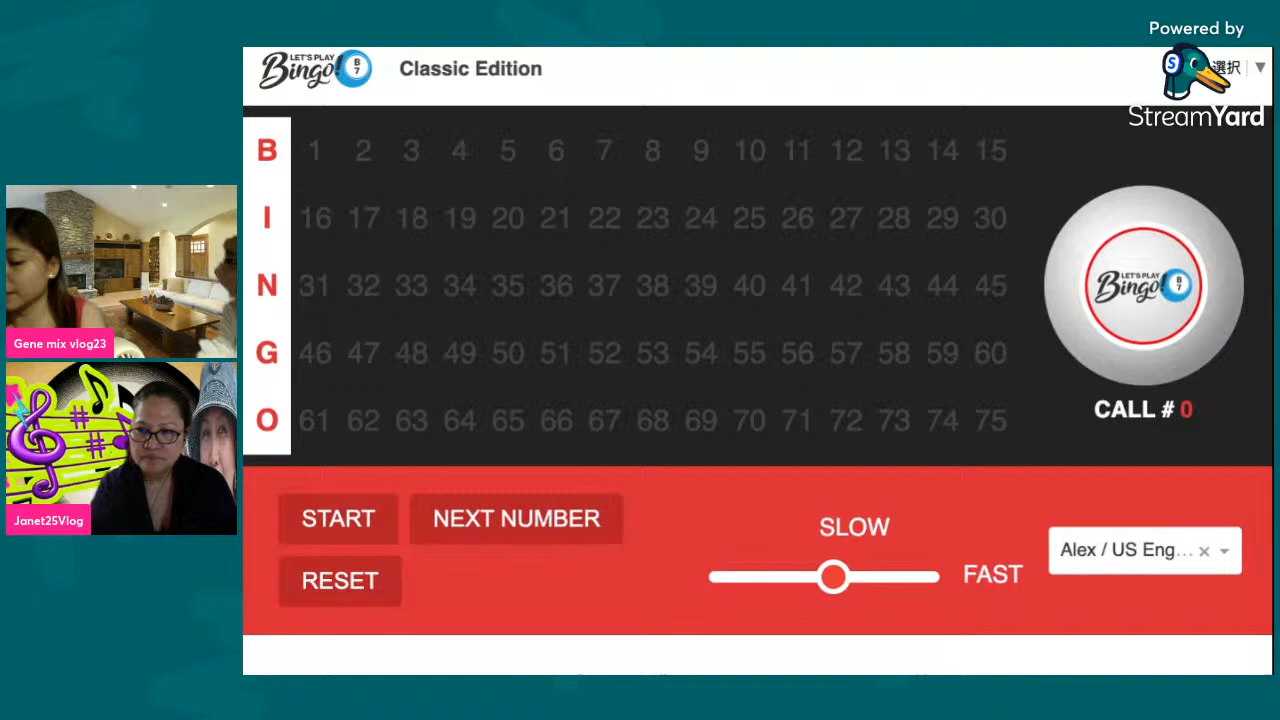 Powered by
StreamYard
選択
LET'S PLAY
Bingo!
B
7
Classic Edition
B 1 2 3 4 5 6 7 8 9 10 11 12 13 14 15
I 16 17 18 19 20 21 22 23 24 25 26 27 28 29 30
N 31 32 33 34 35 36 37 38 39 40 41 42 43 44 45
G 46 47 48 49 50 51 52 53 54 55 56 57 58 59 60
O 61 62 63 64 65 66 67 68 69 70 71 72 73 74 75
LET'S PLAY
Bingo!
B
7
CALL # 0
START NEXT NUMBER
RESET
SLOW
FAST
Alex / US Eng...
Gene mix vlog23
Janet25Vlog